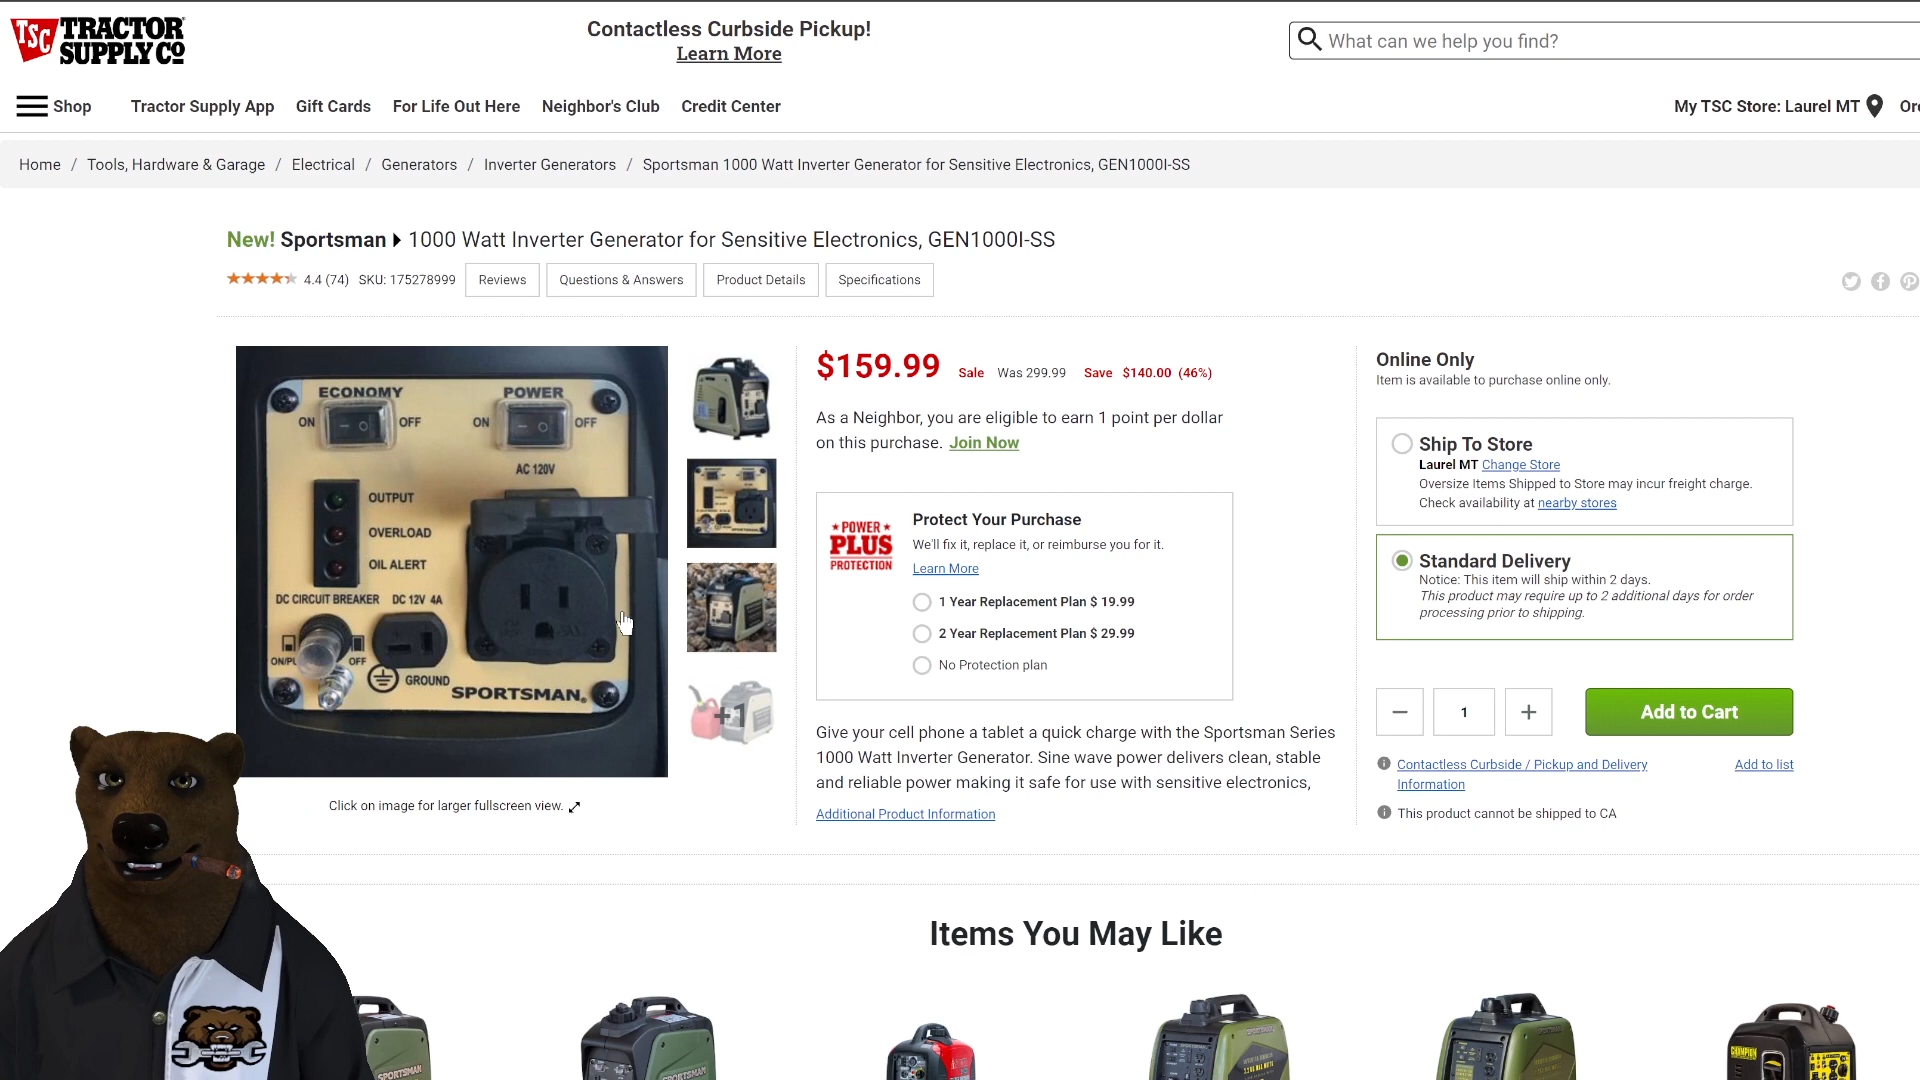 TSC TRACTOR
SUPPLY CO
Contactless Curbside Pickup!
Learn More
What can we help you find?
Shop
Tractor Supply App
Gift Cards
For Life Out Here
Neighbor's Club
Credit Center
My TSC Store: Laurel MT
Home / Tools, Hardware & Garage / Electrical / Generators / Inverter Generators / Sportsman 1000 Watt Inverter Generator for Sensitive Electronics, GEN1000I-SS
New! Sportsman 1000 Watt Inverter Generator for Sensitive Electronics, GEN1000I-SS
4.4 (74) SKU: 175278999
Reviews
Questions & Answers
Product Details
Specifications
ECONOMY
POWER
ON
OFF
ON
OFF
AC 120V
OUTPUT
OVERLOAD
OIL ALERT
DC CIRCUIT BREAKER DC 12V 4A
OFF
GROUND
SPORTSMAN
Click on image for larger fullscreen view.
$159.99 Sale Was 299.99 Save $140.00 (46%)
As a Neighbor, you are eligible to earn 1 point per dollar
on this purchase. Join Now
POWER
PLUS
PROTECTION
Protect Your Purchase
We'll fix it, replace it, or reimburse you for it.
Learn More
1 Year Replacement Plan $ 19.99
2 Year Replacement Plan $ 29.99
No Protection plan
Give your cell phone a tablet a quick charge with the Sportsman Series
1000 Watt Inverter Generator. Sine wave power delivers clean, stable
and reliable power making it safe for use with sensitive electronics,
Additional Product Information
Online Only
Item is available to purchase online only.
Ship To Store
Laurel MT Change Store
Oversize Items Shipped to Store may incur freight charge.
Check availability at nearby stores
Standard Delivery
Notice: This item will ship within 2 days.
This product may require up to 2 additional days for order
processing prior to shipping.
1
Add to Cart
Contactless Curbside / Pickup and Delivery
Information
Add to list
This product cannot be shipped to CA
Items You May Like
SPORTSMAN
SPORTSMAN
CHAMPION